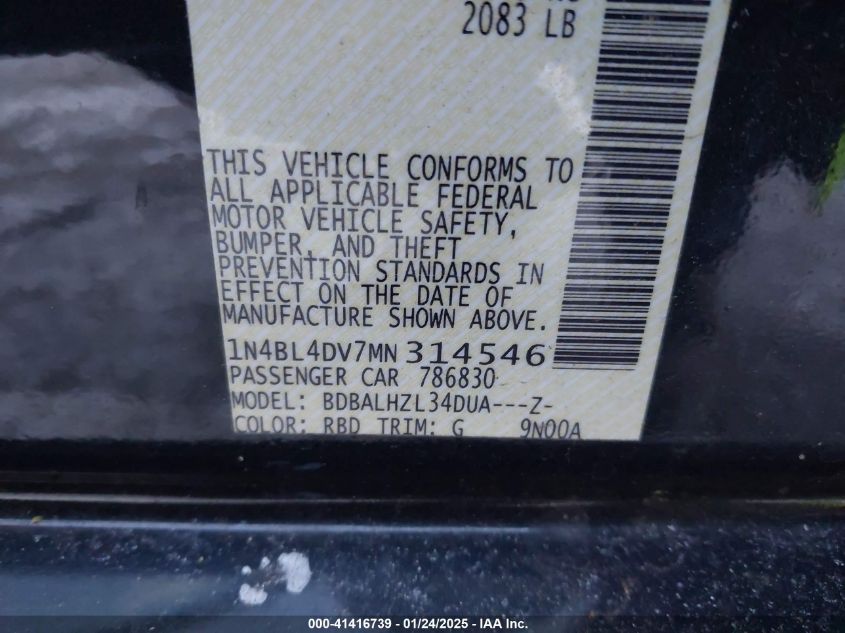 2083 LB
THIS VEHICLE CONFORMS TO
ALL APPLICABLE FEDERAL
MOTOR VEHICLE SAFETY,
BUMPER, AND THEFT
PREVENTION STANDARDS IN
EFFECT ON THE DATE OF
MANUFACTURE SHOWN ABOVE.
1N4BL4DV7MN 314546
PASSENGER CAR 786830
MODEL: BDBALHZL34DUA---Z-
COLOR: RBD TRIM: G 9N00A
000-41416739 - 01/24/2025 - IAA Inc.